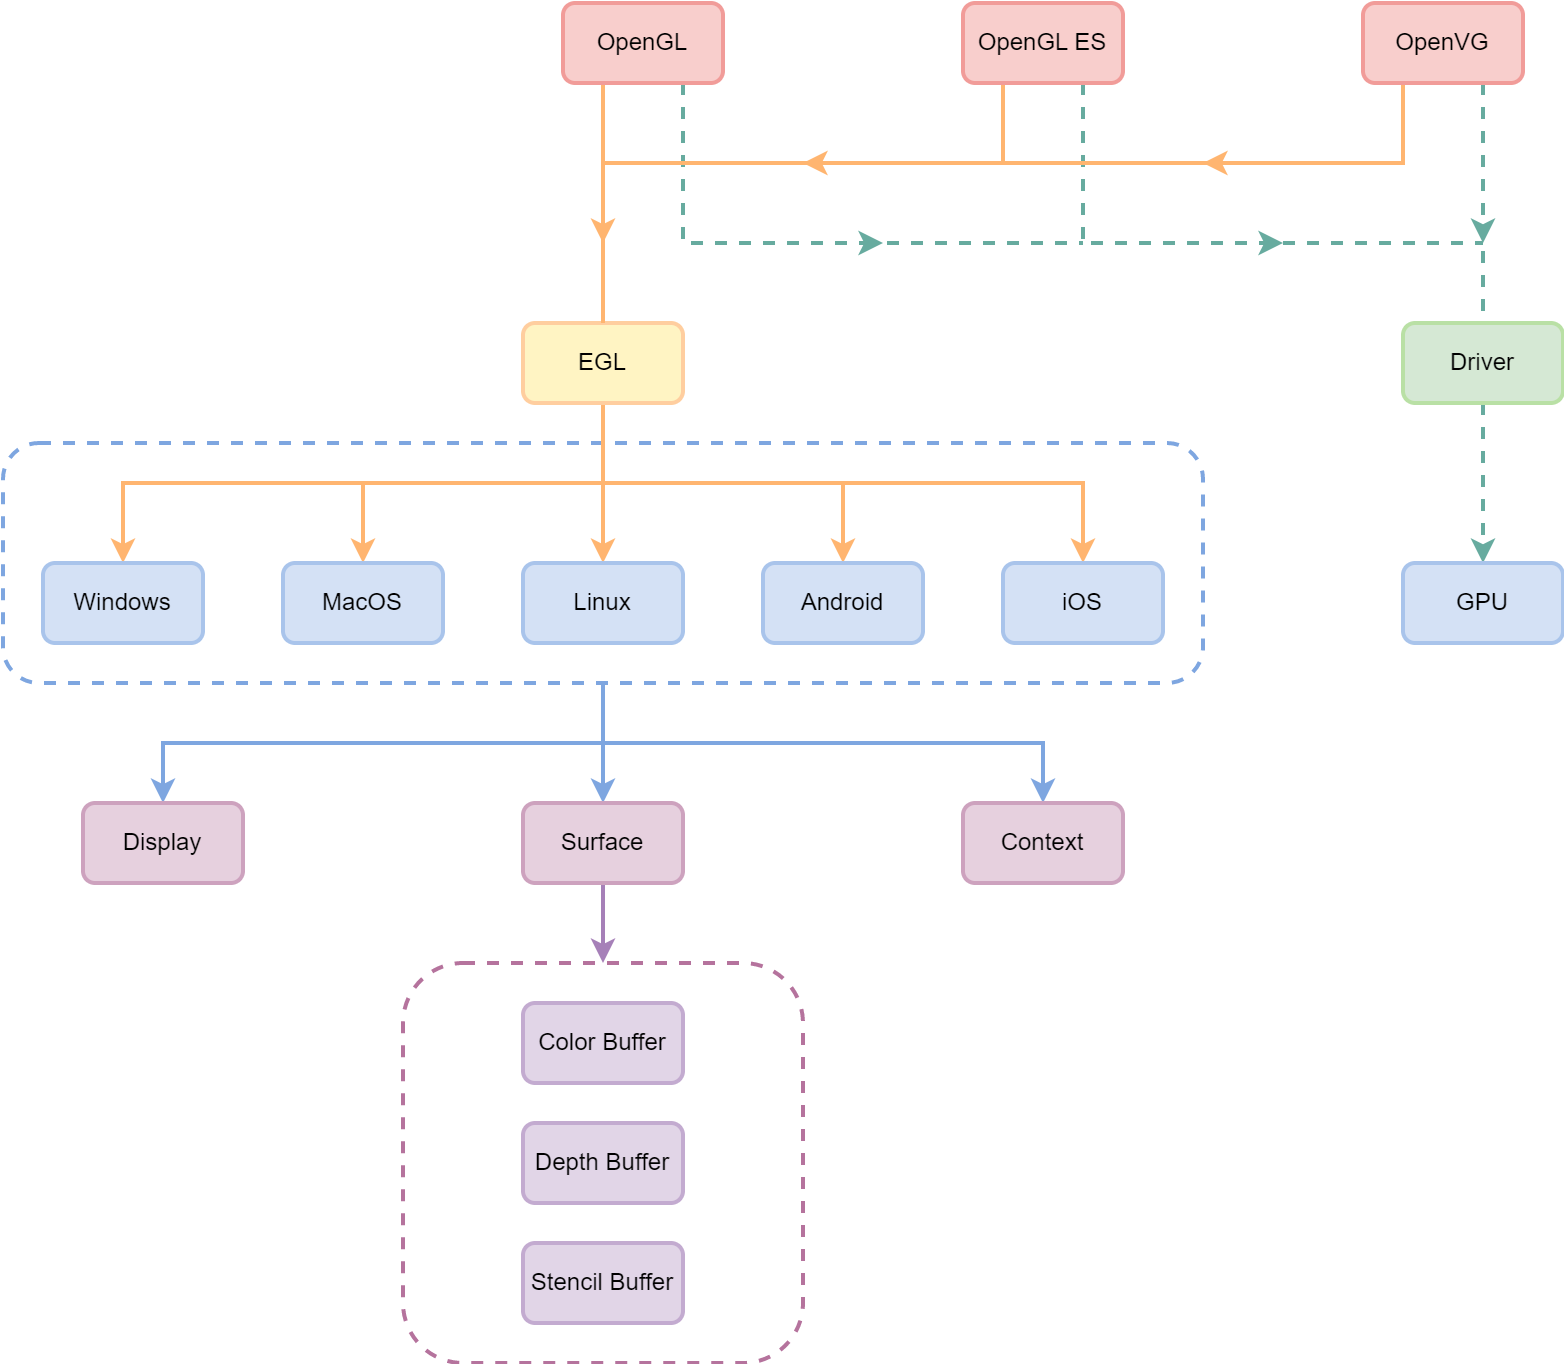 OpenGL
OpenGL ES
OpenVG
EGL
Driver
Windows
MacOS
Linux
Android
iOS
GPU
Display
Surface
Context
Color Buffer
Depth Buffer
Stencil Buffer